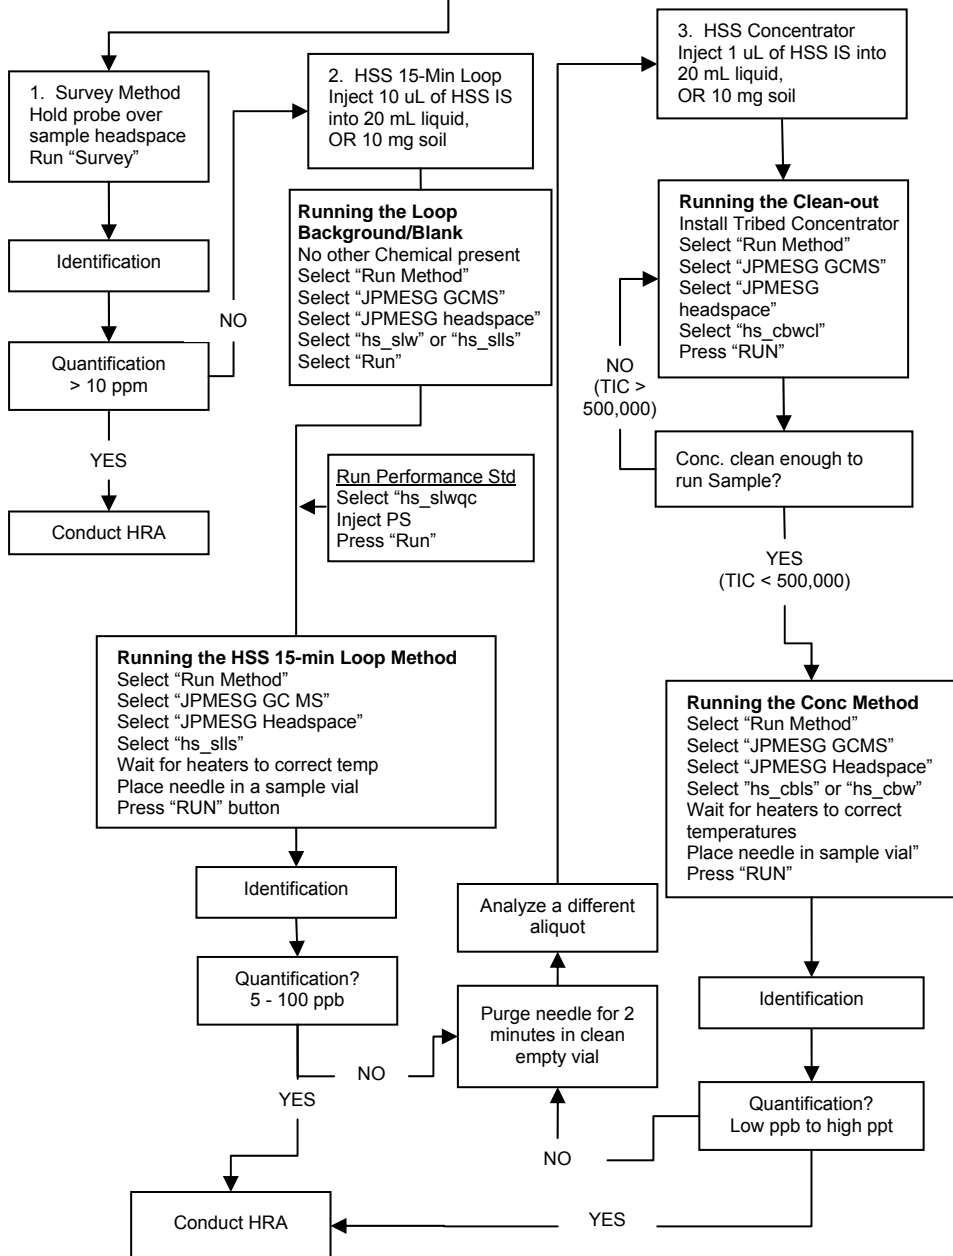 1. Survey Method
Hold probe over
sample headspace
Run “Survey”
Identification
Quantification
> 10 ppm
NO
YES
Conduct HRA
2. HSS 15-Min Loop
Inject 10 uL of HSS IS
into 20 mL liquid,
OR 10 mg soil
Running the Loop
Background/Blank
No other Chemical present
Select “Run Method”
Select “JPMESG GCMS”
Select “JPMESG headspace”
Select “hs_slw” or “hs_slls”
Select “Run”
Run Performance Std
Select “hs_slwqc
Inject PS
Press “Run”
Running the HSS 15-min Loop Method
Select “Run Method”
Select “JPMESG GC MS”
Select “JPMESG Headspace”
Select “hs_slls”
Wait for heaters to correct temp
Place needle in a sample vial
Press “RUN” button
Identification
Quantification?
5 - 100 ppb
NO
YES
Conduct HRA
Purge needle for 2
minutes in clean
empty vial
Analyze a different
aliquot
3. HSS Concentrator
Inject 1 uL of HSS IS into
20 mL liquid,
OR 10 mg soil
Running the Clean-out
Install Tribed Concentrator
Select “Run Method”
Select “JPMESG GCMS”
Select “JPMESG
headspace”
Select “hs_cbwcl”
Press “RUN”
NO
(TIC >
500,000)
Conc. clean enough to
run Sample?
YES
(TIC < 500,000)
Running the Conc Method
Select “Run Method”
Select “JPMESG GCMS”
Select “JPMESG Headspace”
Select ”hs_cbls” or “hs_cbw”
Wait for heaters to correct
temperatures
Place needle in sample vial”
Press “RUN”
Identification
Quantification?
Low ppb to high ppt
NO
YES